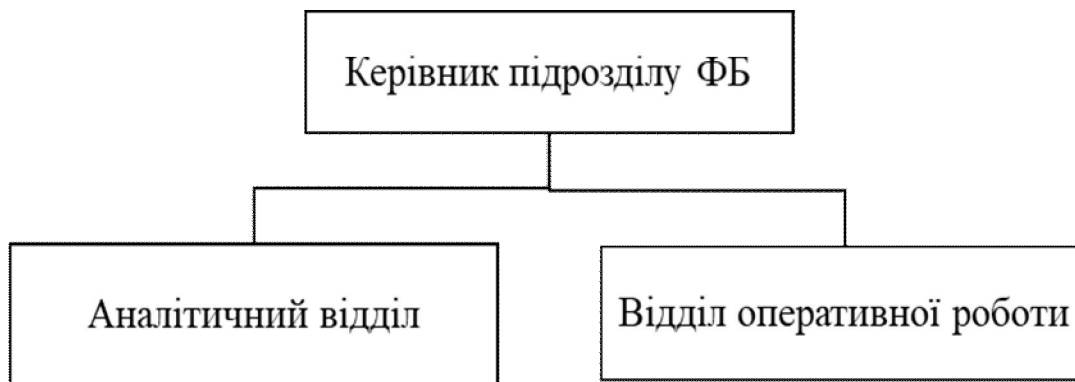 Керівник підрозділу ФБ
Аналітичний відділ
Відділ оперативної роботи